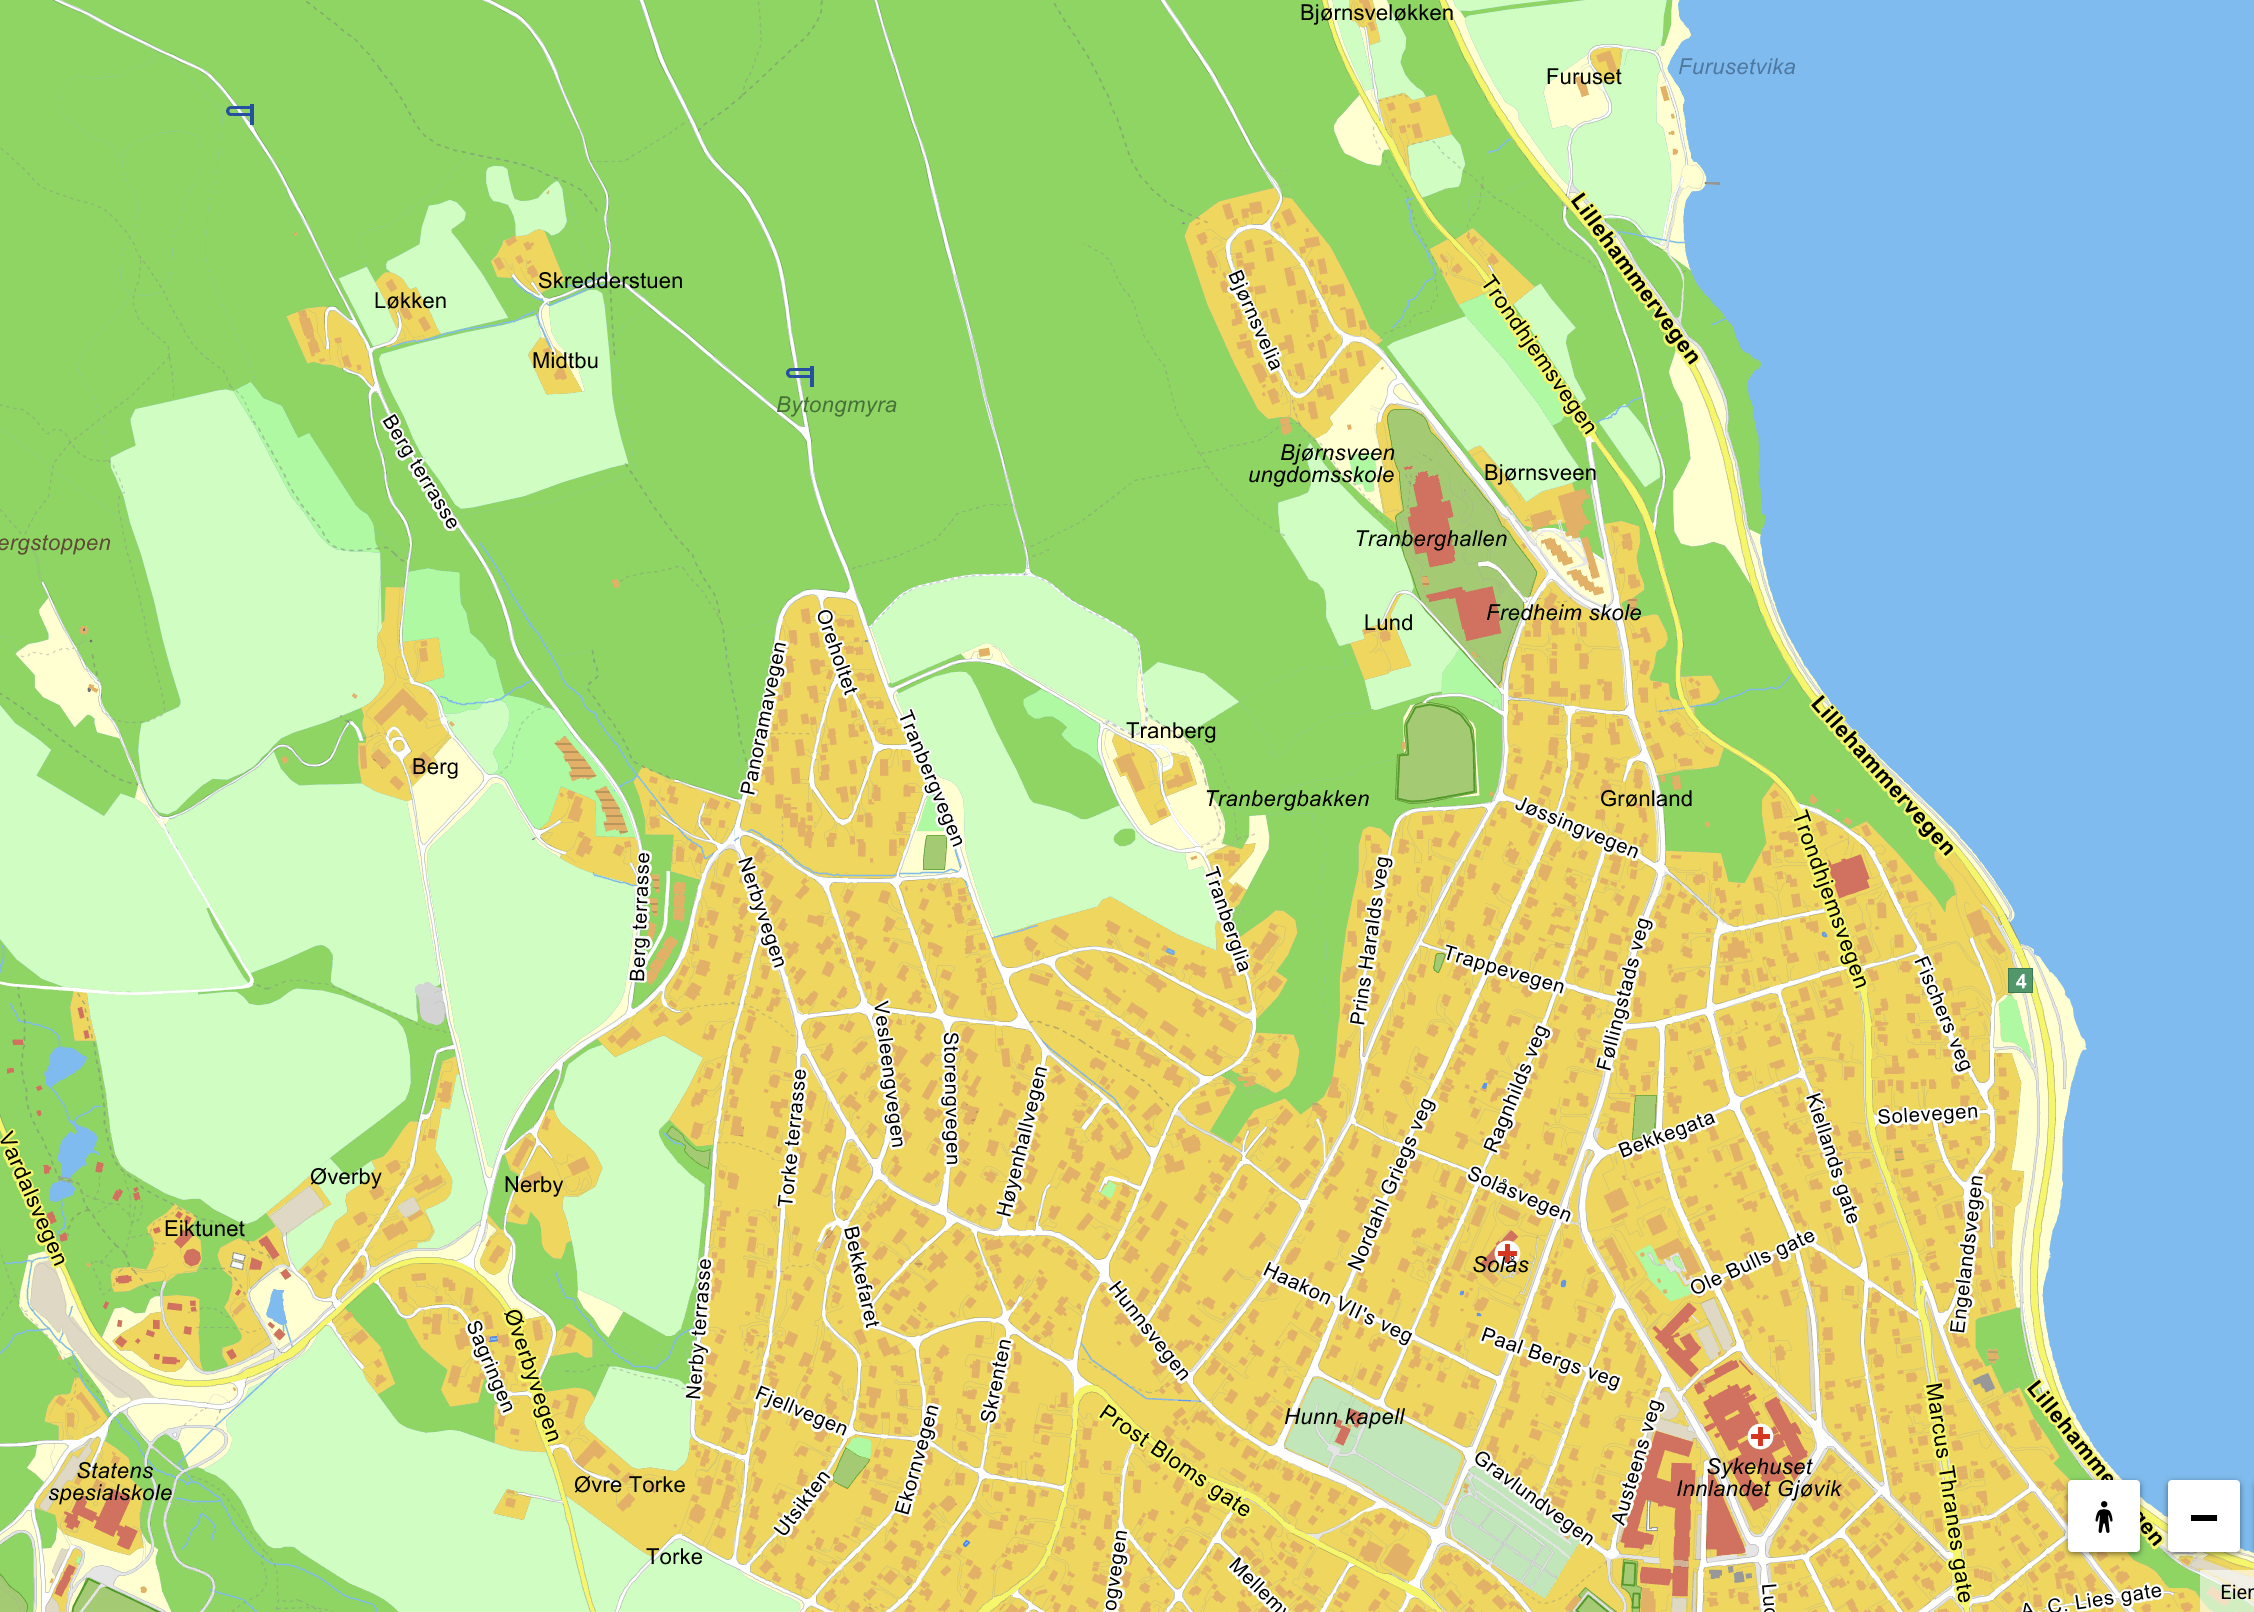 Bjørnsveløkken
Furusetvika
Furuset
Lillehammervegen
Skredderstuen
Løkken
Bjørnsvelia
Trondhjemsvegen
Midtbu
Bytongmyra
Berg terrasse
Bjørnsveen
ungdomsskole
Bjørnsveen
Tranberghallen
ergstoppen
Oreholtet
Fredheim skole
Lund
Panoramavegen
Tranbergvegen
Tranberg
Lillehammervegen
Berg
Tranbergbakken
Grønland
Jøssingvegen
Trondhjemsvegen
Berg terrasse
Nerbyvegen
Tranberglia
Prins Haralds veg
Trappevegen
Føllingstads veg
Fischers veg
4
Vesleengvegen
Storengvegen
Høyenhallvegen
Torke terrasse
Ragnhilds veg
Nordahl Griegs veg
Bekkegata
Kiellands gate
Solevegen
Vardalsvegen
Øverby
Nerby
Eiktunet
Solåsvegen
Engelandsvegen
Bekkefaret
Solås
Ole Bulls gate
Haakon VII's veg
Hunnsvegen
Nerby terrasse
Øverbyvegen
Sagringen
Skrenten
Paal Bergs veg
Fjellvegen
Ekornvegen
Hunn kapell
Prost Bloms gate
Austeens veg
Marcus Thranes gate
Lillehammervegen
Statens
spesialskole
Øvre Torke
Utsikten
Gravlundvegen
Sykehuset
Innlandet Gjøvik
Torke
ogvegen
Mellemv
Luc
A. C. Lies gate
Eier